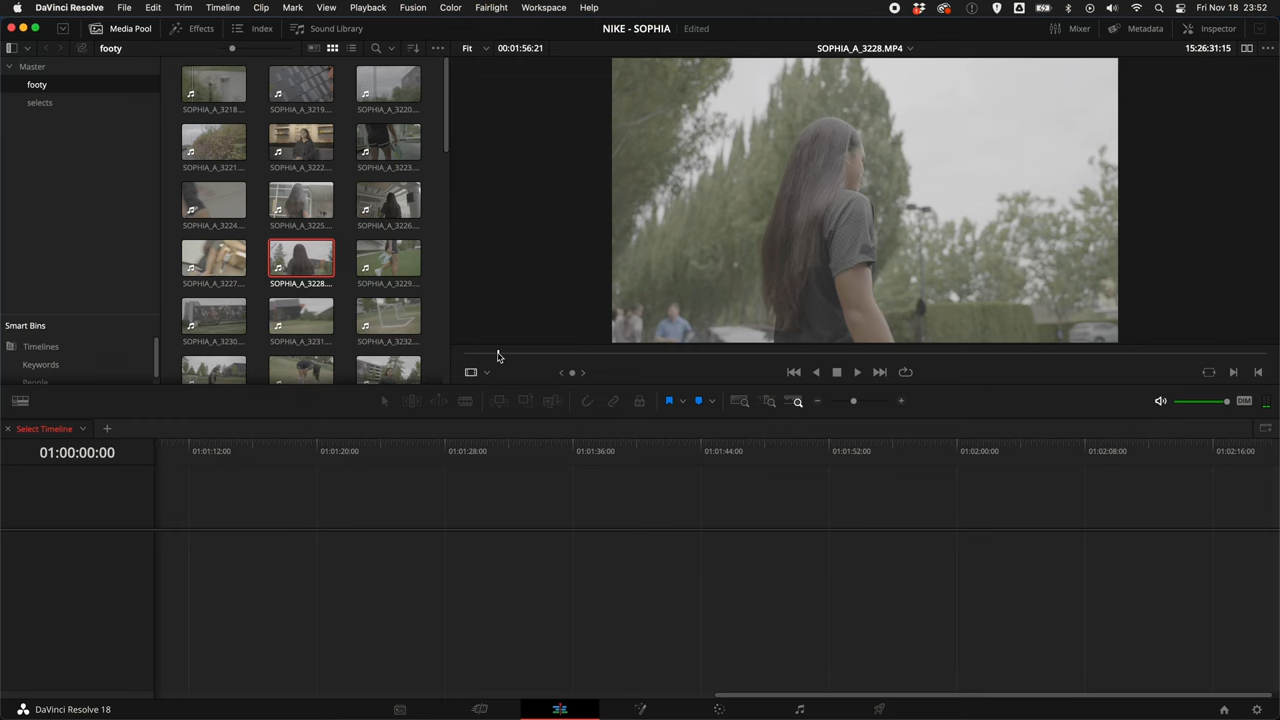 DaVinci Resolve File Edit Trim Timeline Clip Mark View Playback Fusion Color Fairlight Workspace Help Fri Nov 18 23:52
Media Pool Effects Index Sound Library NIKE - SOPHIA Edited Mixer Metadata Inspector
footy Fit 00:01:56:21 SOPHIA_A_3228.MP4 15:26:31:15
Master
footy
selects
SOPHIA_A_3218.... SOPHIA_A_3219.... SOPHIA_A_3220....
SOPHIA_A_3221.... SOPHIA_A_3222.... SOPHIA_A_3223....
SOPHIA_A_3224.... SOPHIA_A_3225.... SOPHIA_A_3226....
SOPHIA_A_3227.... SOPHIA_A_3228.... SOPHIA_A_3229....
SOPHIA_A_3230.... SOPHIA_A_3231.... SOPHIA_A_3232....
Smart Bins
Timelines
Keywords
People
DIM
Select Timeline
01:00:00:00 01:01:12:00 01:01:20:00 01:01:28:00 01:01:36:00 01:01:44:00 01:01:52:00 01:02:00:00 01:02:08:00 01:02:16:00
DaVinci Resolve 18